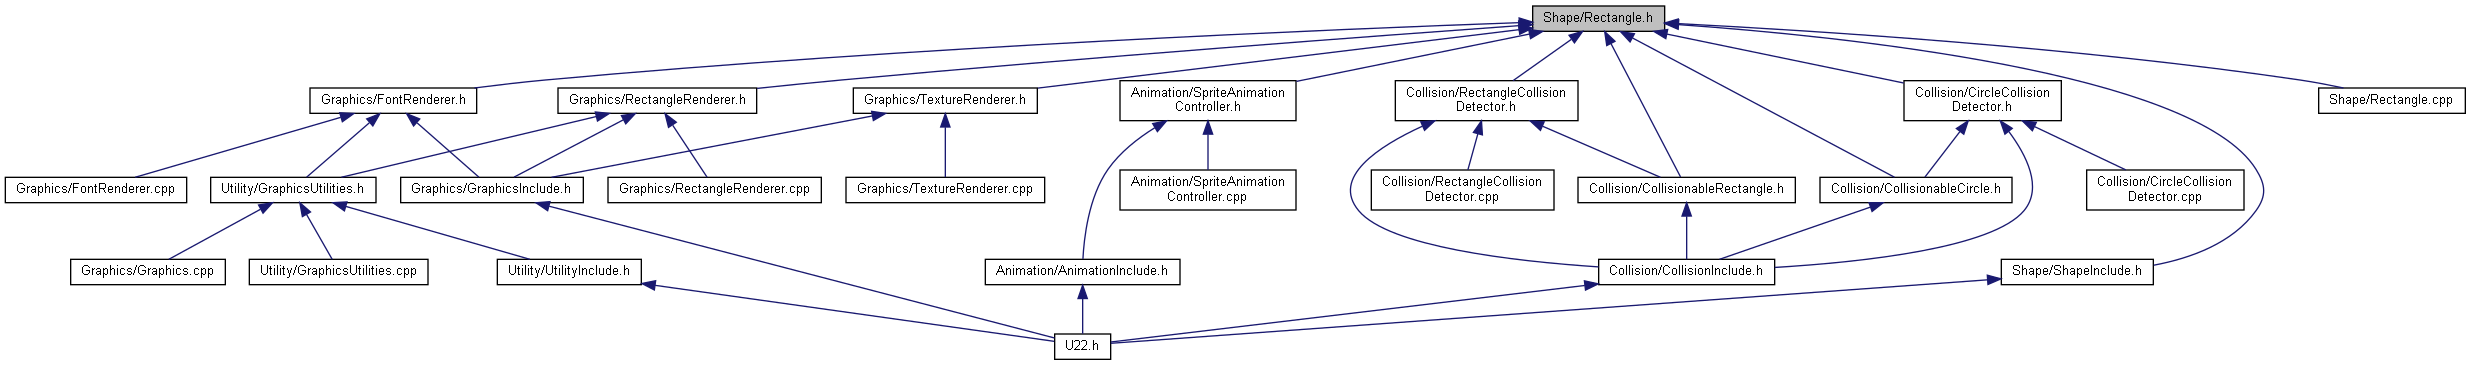 Shape/Rectangle.h
Graphics/FontRenderer.h
Graphics/RectangleRenderer.h
Graphics/TextureRenderer.h
Animation/SpriteAnimation
Controller.h
Collision/RectangleCollision
Detector.h
Collision/CircleCollision
Detector.h
Shape/Rectangle.cpp
Graphics/FontRenderer.cpp
Utility/GraphicsUtilities.h
Graphics/GraphicsInclude.h
Graphics/RectangleRenderer.cpp
Graphics/TextureRenderer.cpp
Animation/SpriteAnimation
Controller.cpp
Collision/RectangleCollision
Detector.cpp
Collision/CollisionableRectangle.h
Collision/CollisionableCircle.h
Collision/CircleCollision
Detector.cpp
Graphics/Graphics.cpp
Utility/GraphicsUtilities.cpp
Utility/UtilityInclude.h
Animation/AnimationInclude.h
Collision/CollisionInclude.h
Shape/ShapeInclude.h
U22.h